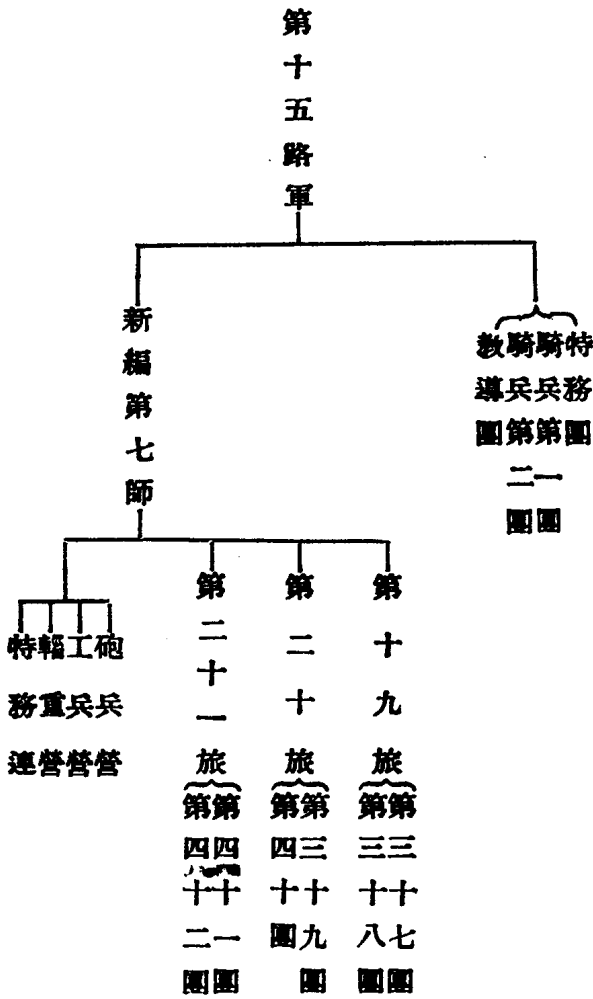 第十五路軍
特務團
騎兵第一團
騎兵第二團
教導團
新編第七師
第十九旅
第三十七團
第三十八團
第二十旅
第三十九團
第四十團
第二十一旅
第四十一團
第四十二團
砲兵營
工兵營
輜重營
特務連